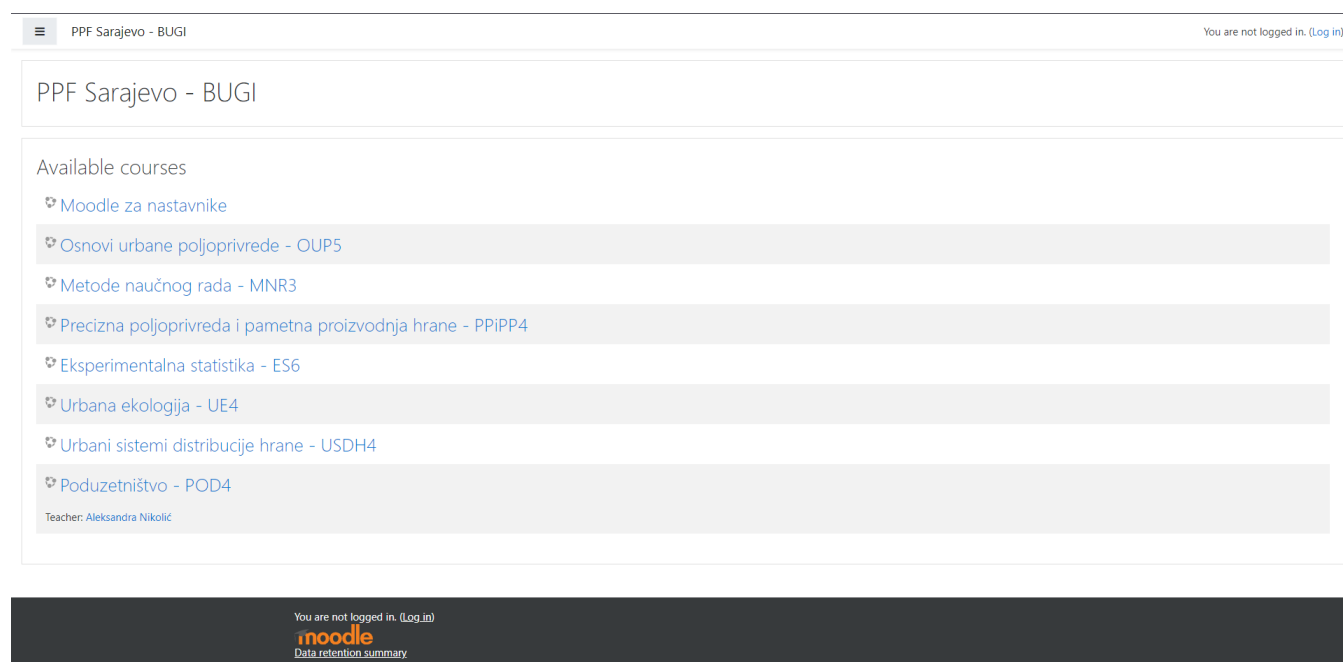 PPF Sarajevo - BUGI
You are not logged in. (Log in)
PPF Sarajevo - BUGI
Available courses
Moodle za nastavnike
Osnovi urbane poljoprivrede - OUP5
Metode naučnog rada - MNR3
Precizna poljoprivreda i pametna proizvodnja hrane - PPiPP4
Eksperimentalna statistika - ES6
Urbana ekologija - UE4
Urbani sistemi distribucije hrane - USDH4
Poduzetništvo - POD4
Teacher: Aleksandra Nikolić
You are not logged in. (Log in)
moodle
Data retention summary